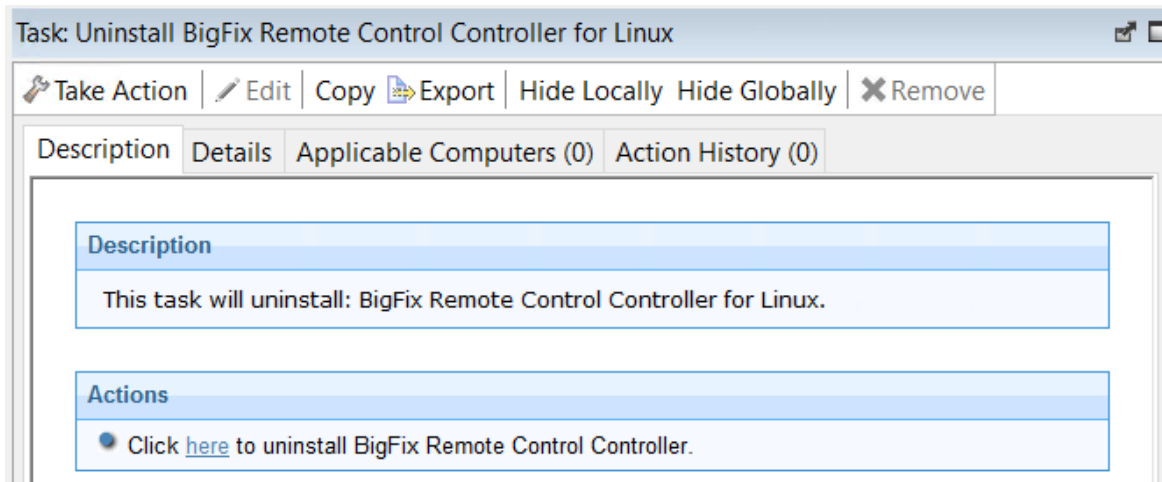 Task: Uninstall BigFix Remote Control Controller for Linux
Take Action Edit Copy Export Hide Locally Hide Globally Remove
Description Details Applicable Computers (0) Action History (0)
Description
This task will uninstall: BigFix Remote Control Controller for Linux.
Actions
Click here to uninstall BigFix Remote Control Controller.